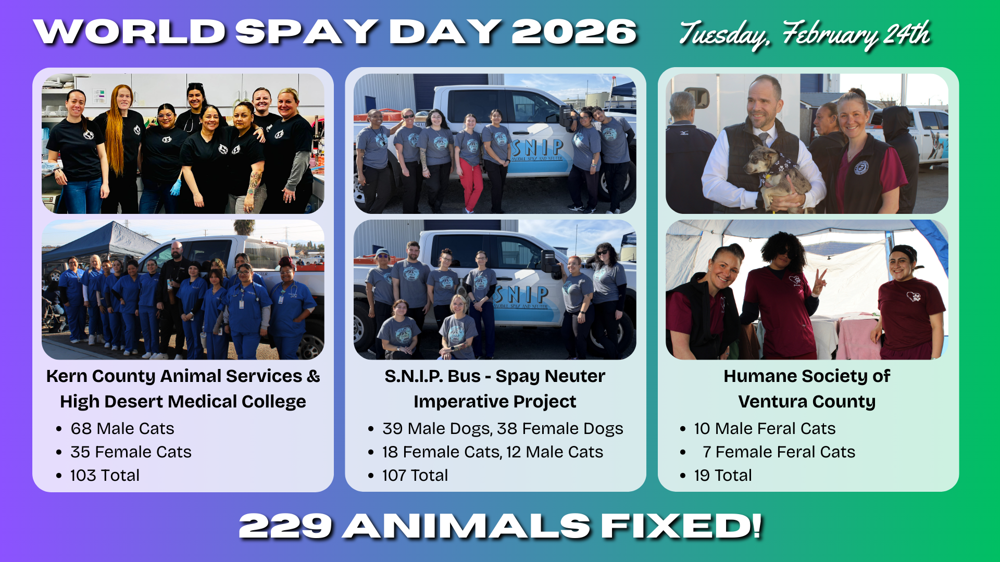 WORLD SPAY DAY 2026
Tuesday, February 24th
SNIP
MOBILE SPAY AND NEUTER
SNIP
MOBILE SPAY AND NEUTER
Kern County Animal Services &
High Desert Medical College
• 68 Male Cats
• 35 Female Cats
• 103 Total
S.N.I.P. Bus - Spay Neuter
Imperative Project
• 39 Male Dogs, 38 Female Dogs
• 18 Female Cats, 12 Male Cats
• 107 Total
Humane Society of
Ventura County
• 10 Male Feral Cats
• 7 Female Feral Cats
• 19 Total
229 ANIMALS FIXED!